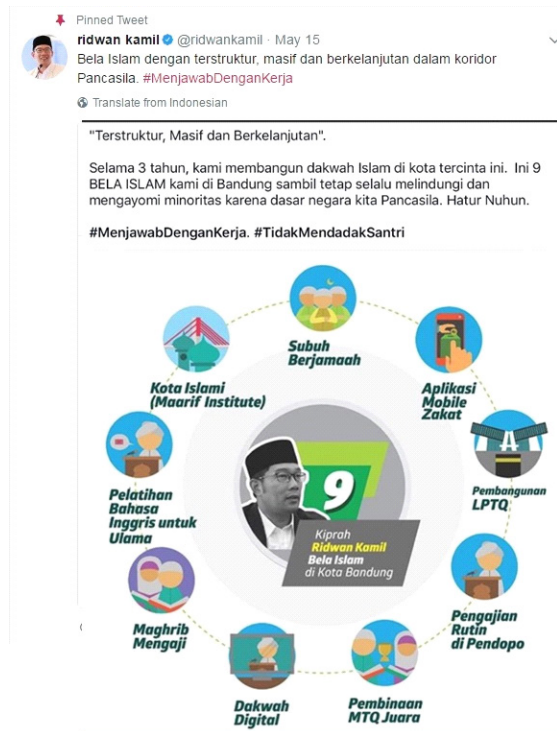 Pinned Tweet
ridwan kamil @ridwankamil · May 15
Bela Islam dengan terstruktur, masif dan berkelanjutan dalam koridor
Pancasila. #MenjawabDenganKerja
Translate from Indonesian
"Terstruktur, Masif dan Berkelanjutan".
Selama 3 tahun, kami membangun dakwah Islam di kota tercinta ini. Ini 9
BELA ISLAM kami di Bandung sambil tetap selalu melindungi dan
mengayomi minoritas karena dasar negara kita Pancasila. Hatur Nuhun.
#MenjawabDenganKerja. #TidakMendadakSantri
Subuh
Berjamaah
Aplikasi
Mobile
Zakat
Pembangunan
LPTQ
Pengajian
Rutin
di Pendopo
Pembinaan
MTQ Juara
Dakwah
Digital
Maghrib
Mengaji
Pelatihan
Bahasa
Inggris untuk
Ulama
Kota Islami
(Maarif Institute)
9
Kiprah
Ridwan Kamil
Bela Islam
di Kota Bandung